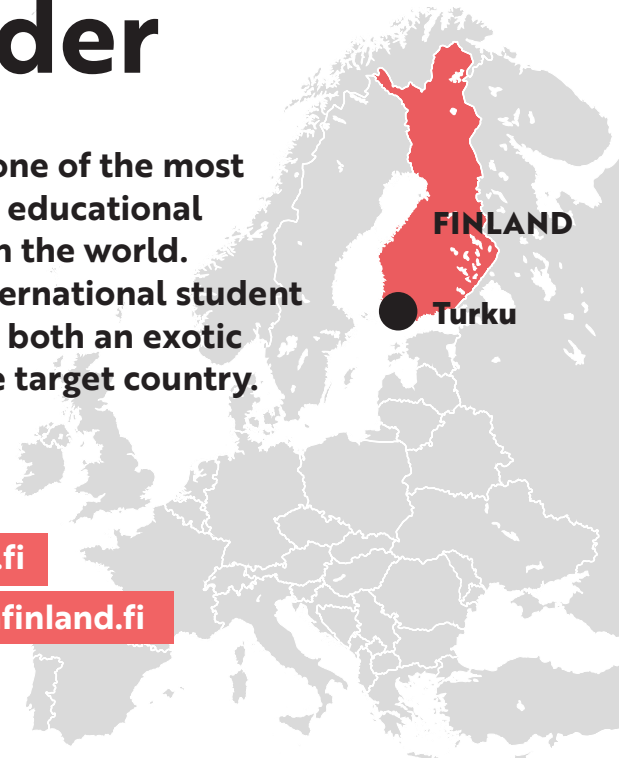 der
one of the most
educational
n the world.
ernational student
both an exotic
e target country.
FINLAND
Turku
.fi
finland.fi